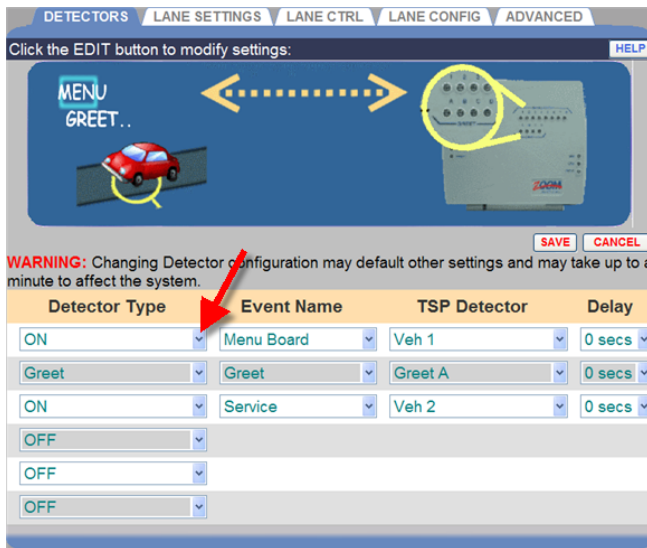 DETECTORS LANE SETTINGS LANE CTRL LANE CONFIG ADVANCED
Click the EDIT button to modify settings: HELP
MENU
GREET..
ZOOM
SAVE CANCEL
WARNING: Changing Detector configuration may default other settings and may take up to a
minute to affect the system.
Detector Type Event Name TSP Detector Delay
ON Menu Board Veh 1 0 secs
Greet Greet Greet A 0 secs
ON Service Veh 2 0 secs
OFF
OFF
OFF